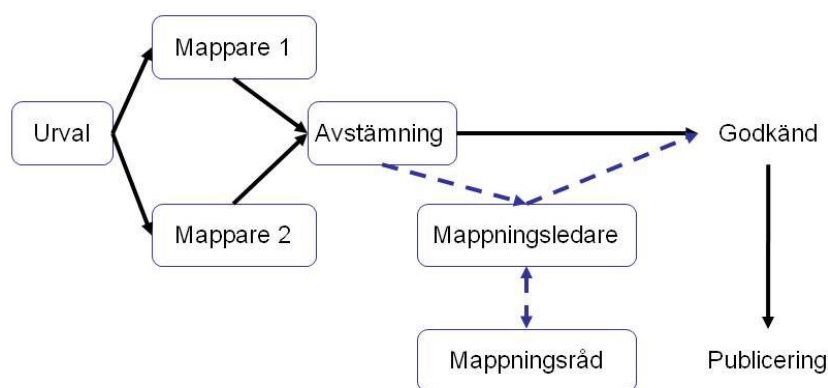 Mappare 1
Urval
Avstämning
Godkänd
Mappare 2
Mappningsledare
Mappningsråd
Publicering